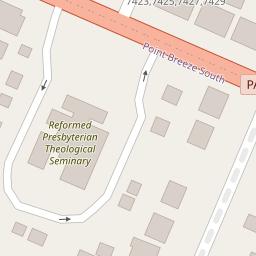 7423,7425,7427,7429
Point Breeze South
PA
Reformed
Presbyterian
Theological
Seminary